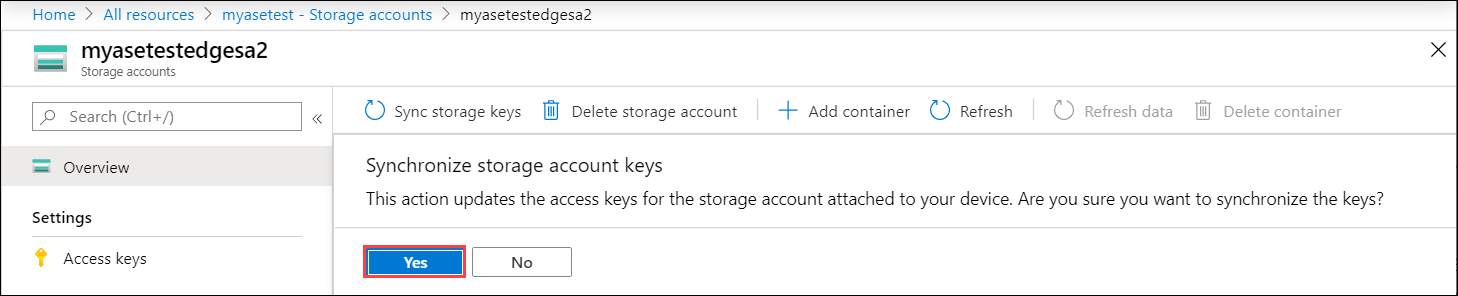 Home > All resources > myasetest - Storage accounts > myasetestedgesa2
myasetestedgesa2
Storage accounts
Search (Ctrl+/)
«
Sync storage keys Delete storage account Add container Refresh Refresh data Delete container
Overview
Settings
Access keys
Synchronize storage account keys
This action updates the access keys for the storage account attached to your device. Are you sure you want to synchronize the keys?
Yes No